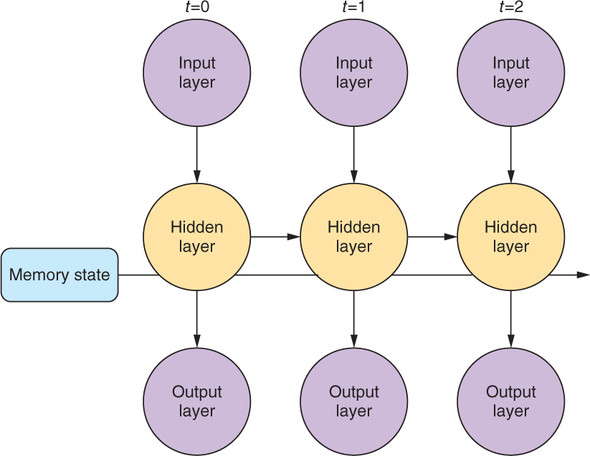 t=0 t=1 t=2
Input Input Input
layer layer layer
Hidden Hidden Hidden
layer layer layer
Memory state
Output Output Output
layer layer layer